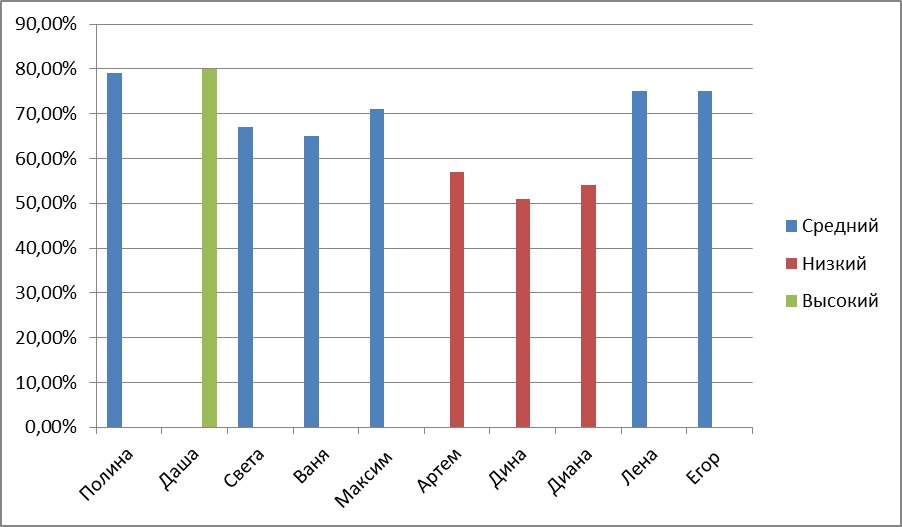 90,00%
80,00%
70,00%
60,00%
50,00%
40,00%
30,00%
20,00%
10,00%
0,00%
Полина
Даша
Света
Ваня
Максим
Артем
Дина
Диана
Лена
Егор
Средний
Низкий
Высокий